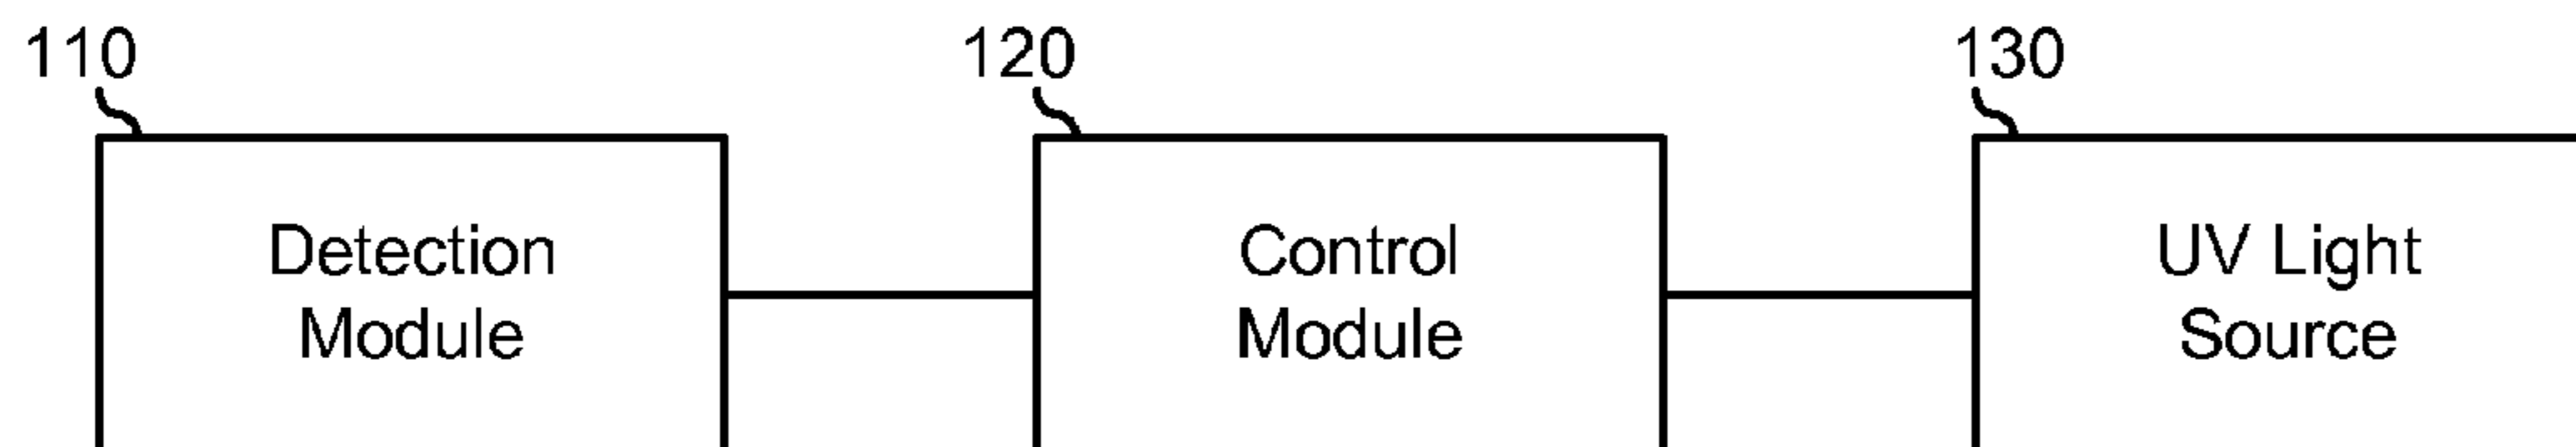 110
120
130
Detection
Module
Control
Module
UV Light
Source